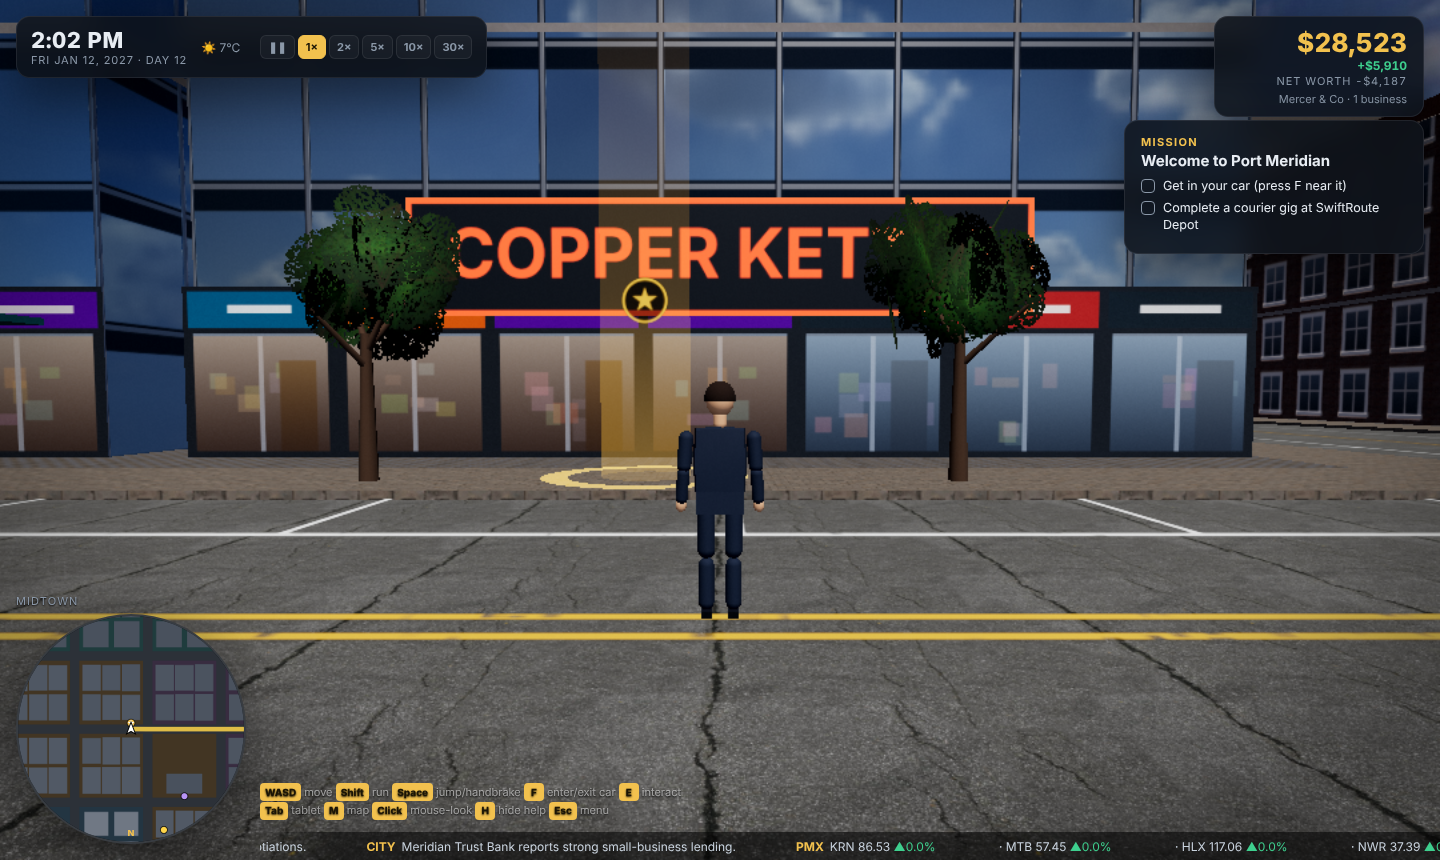 2:02 PM
FRI JAN 12, 2027 · DAY 12
7°C
1×
2×
5×
10×
30×
$28,523
+$5,910
NET WORTH -$4,187
Mercer & Co · 1 business
MISSION
Welcome to Port Meridian
Get in your car (press F near it)
Complete a courier gig at SwiftRoute
Depot
COPPER KET
MIDTOWN
N
WASD move Shift run Space jump/handbrake F enter/exit car E interact
Tab tablet M map Click mouse-look H hide help Esc menu
CITY Meridian Trust Bank reports strong small-business lending. PMX KRN 86.53 ▲0.0% · MTB 57.45 ▲0.0% · HLX 117.06 ▲0.0% · NWR 37.39